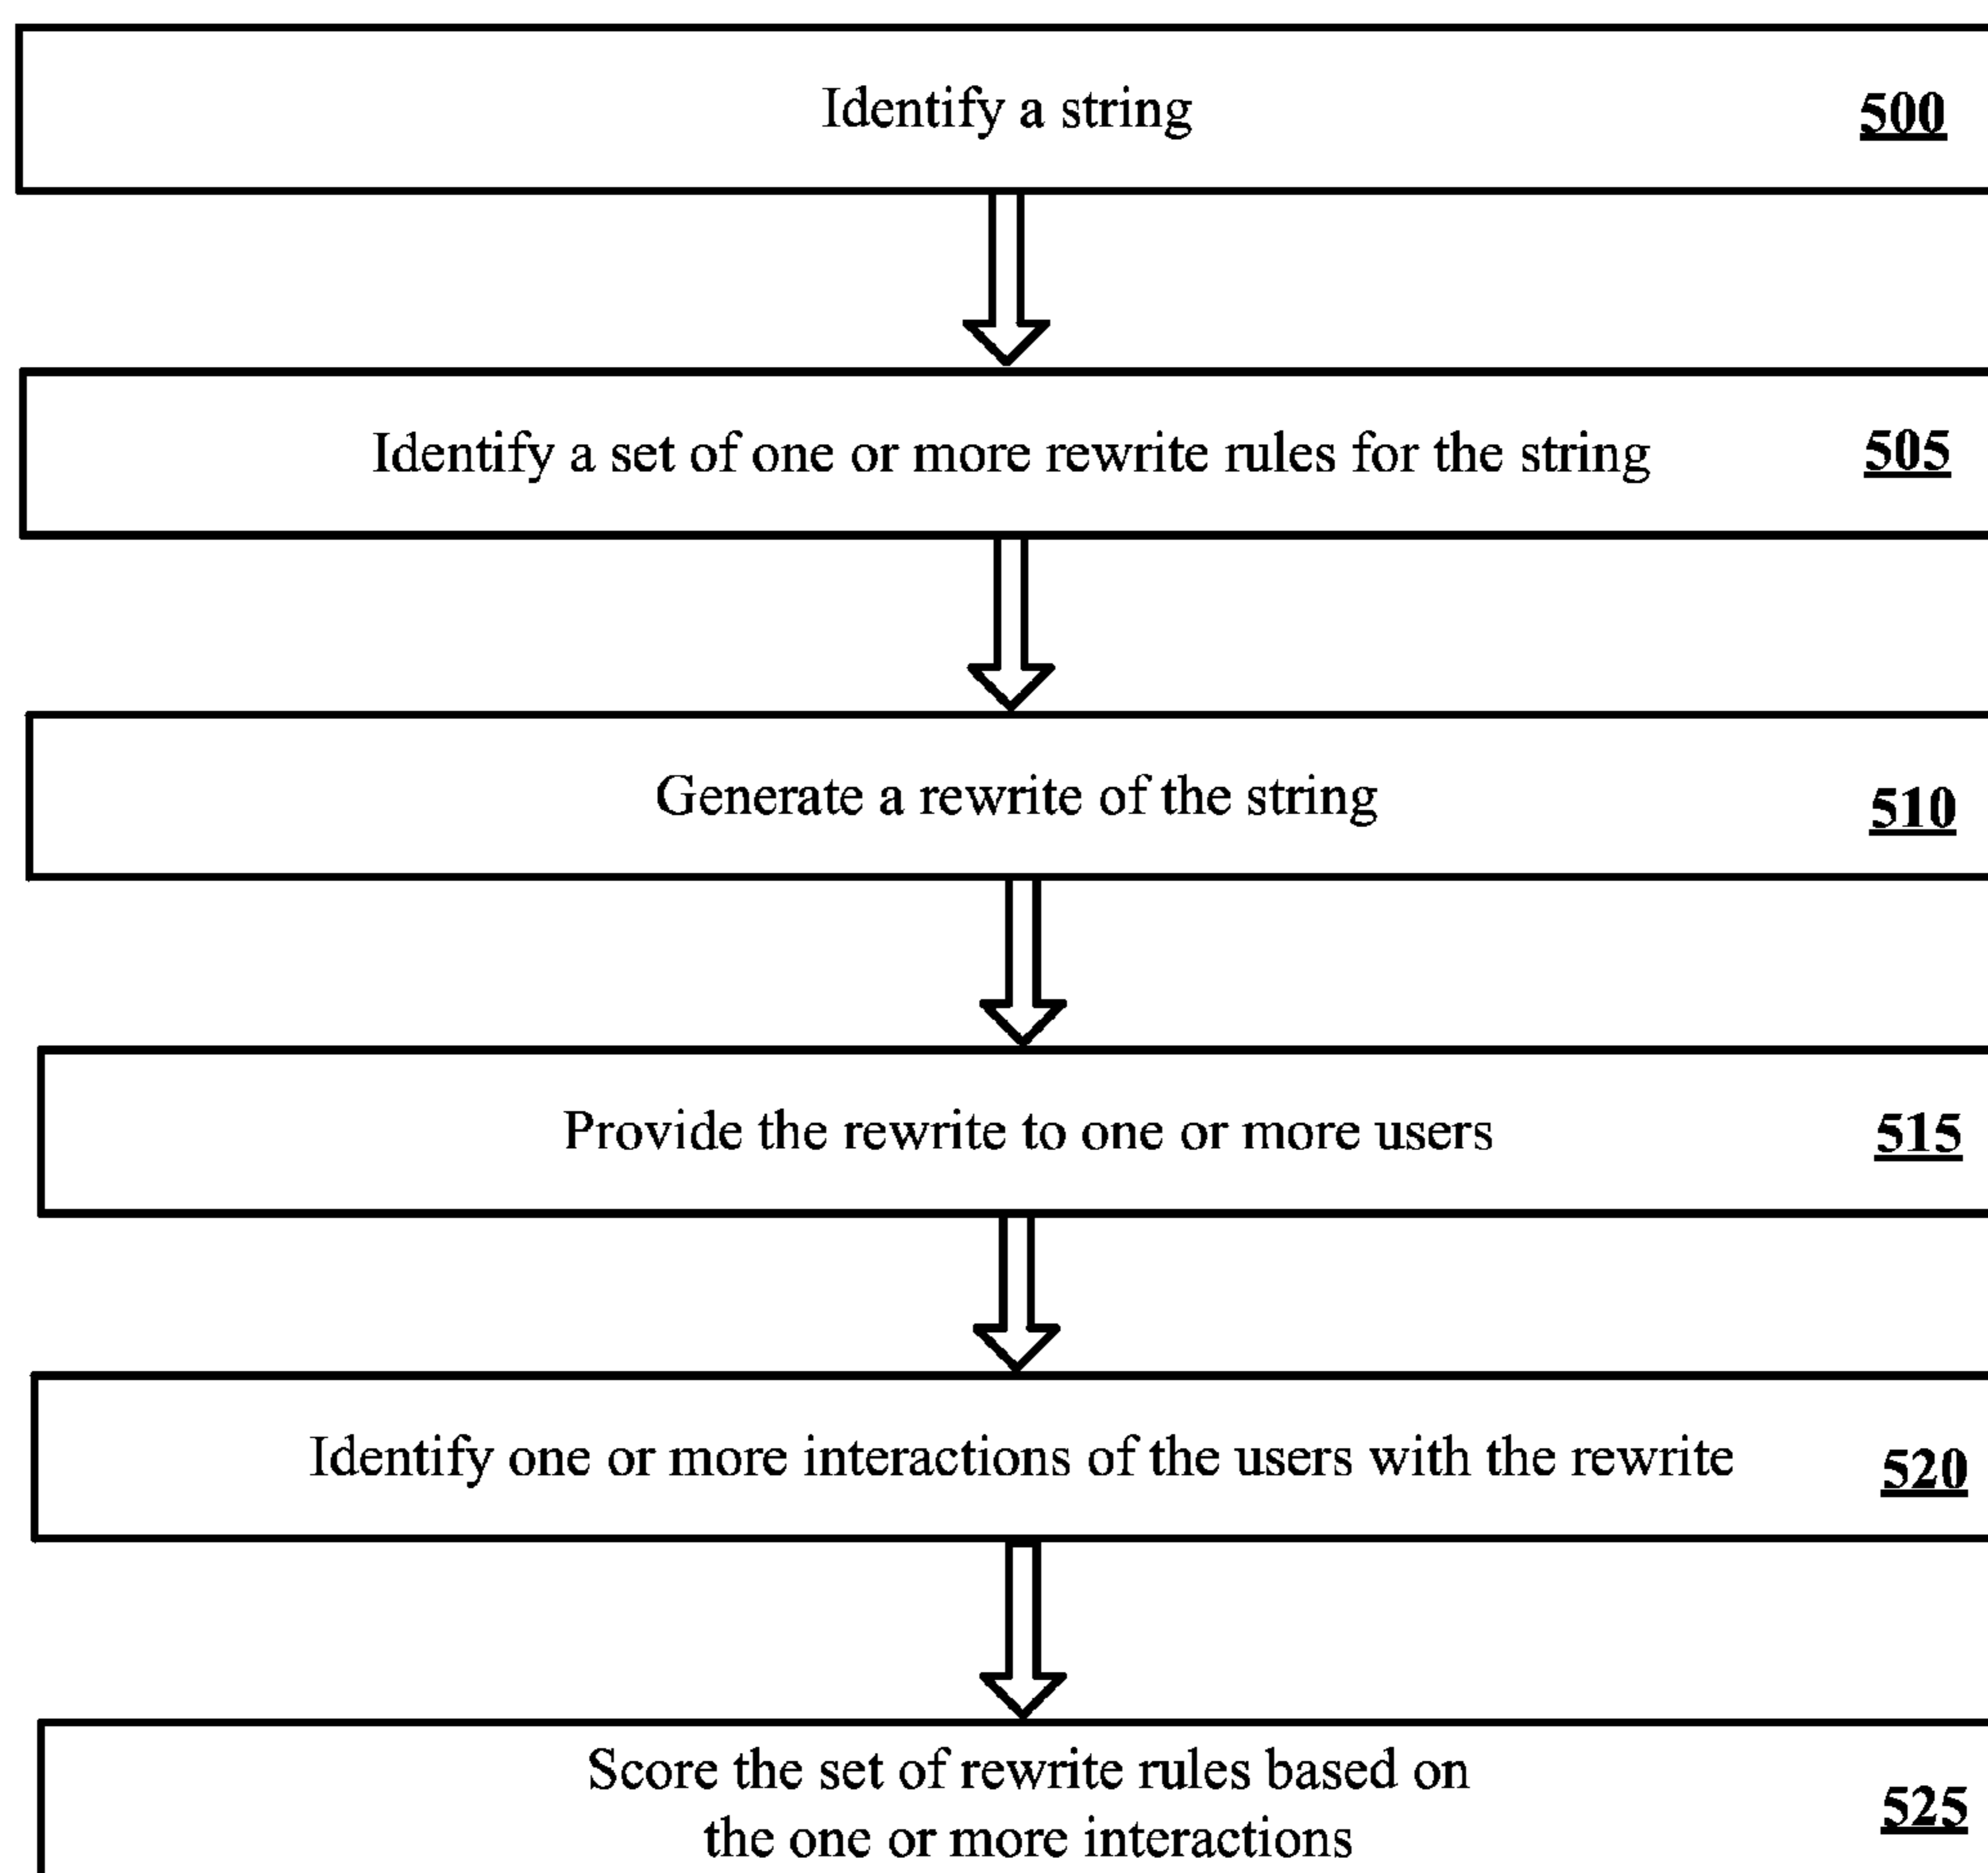 Identify a string 500
Identify a set of one or more rewrite rules for the string 505
Generate a rewrite of the string 510
Provide the rewrite to one or more users 515
Identify one or more interactions of the users with the rewrite 520
Score the set of rewrite rules based on
the one or more interactions 525